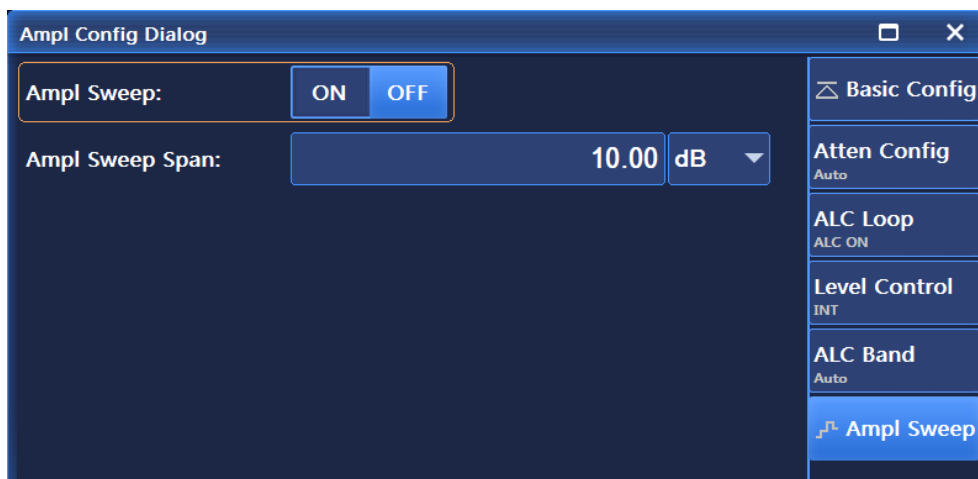 Ampl Config Dialog
Ampl Sweep: ON OFF
Ampl Sweep Span: 10.00 dB
Basic Config
Atten Config
Auto
ALC Loop
ALC ON
Level Control
INT
ALC Band
Auto
Ampl Sweep